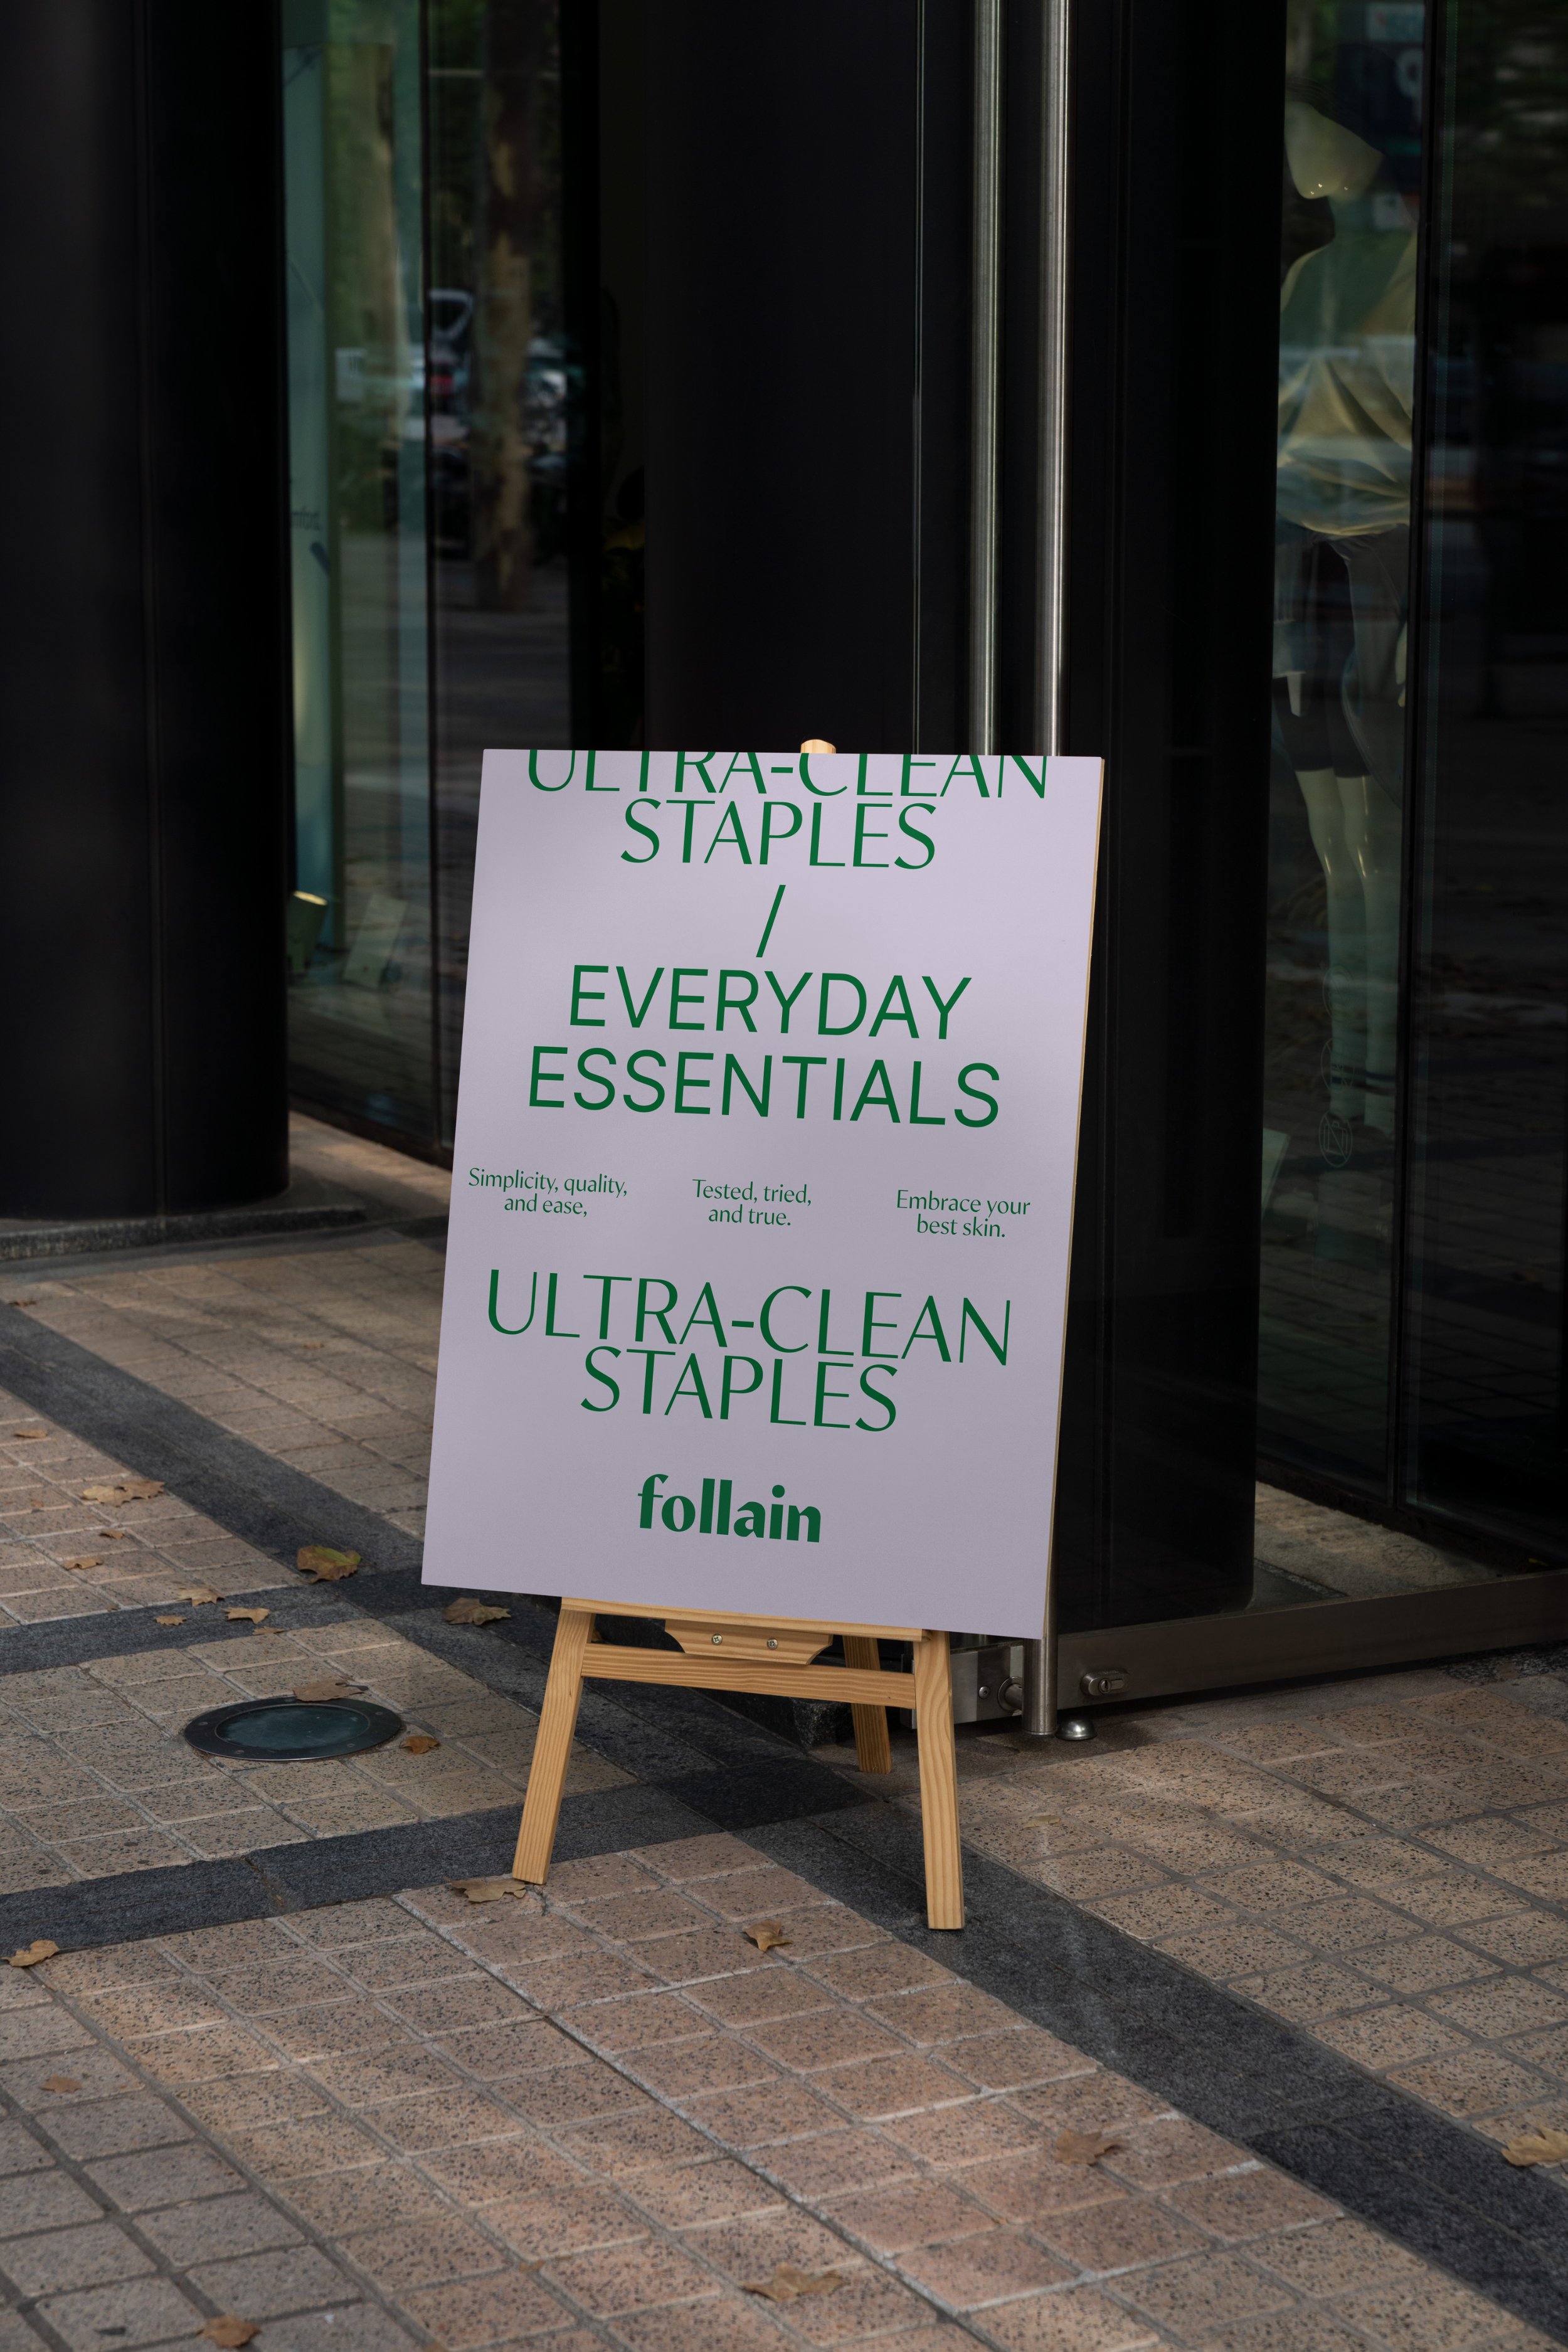 ULTRA-CLEAN
STAPLES
/
EVERYDAY
ESSENTIALS
Simplicity, quality,
and ease,
Tested, tried,
and true.
Embrace your
best skin.
ULTRA-CLEAN
STAPLES
follain